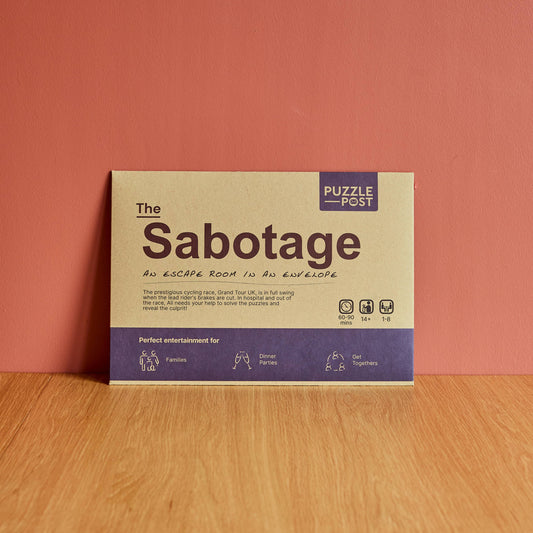 PUZZLE
POST
The
Sabotage
AN ESCAPE ROOM IN AN ENVELOPE
The prestigious cycling race, Grand Tour UK, is in full swing
when the lead rider's brakes are cut. In hospital and out of
the race, Ali needs your help to solve the puzzles and
reveal the culprit!
60-90
mins
14+
1-8
Perfect entertainment for
Families
Dinner
Parties
Get
Togethers